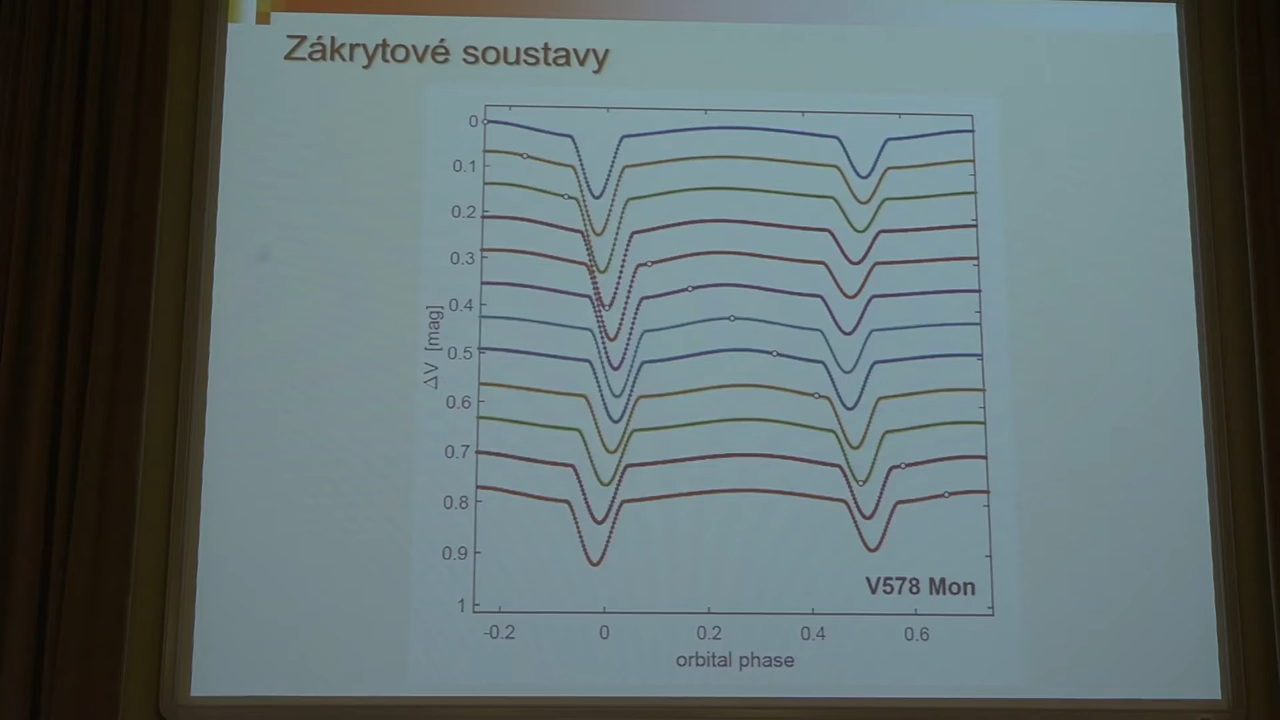 Zákrytové soustavy
0
0.1
0.2
0.3
0.4
0.5
0.6
0.7
0.8
0.9
1
ΔV [mag]
V578 Mon
-0.2 0 0.2 0.4 0.6
orbital phase